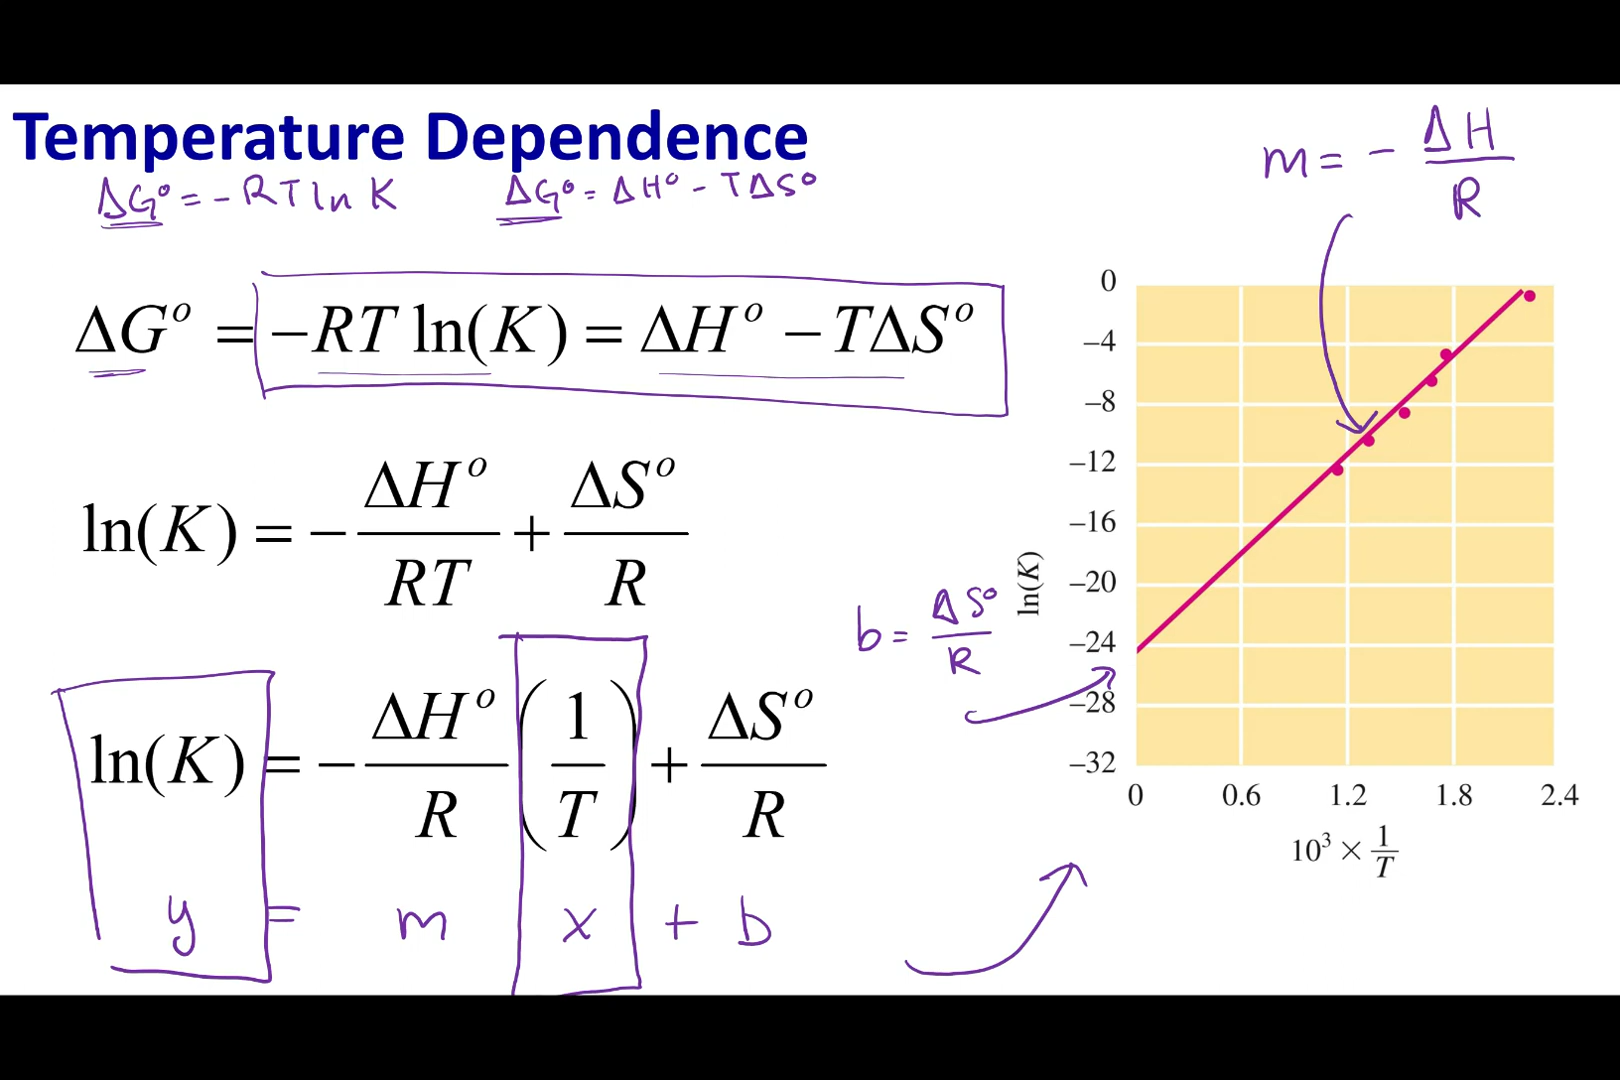 Temperature Dependence
ΔG° = -RT ln K    ΔG° = ΔH° - TΔS°
ΔG° = −RT ln(K) = ΔH° − TΔS°
ln(K) = − ΔH°/RT + ΔS°/R
ln(K) = − ΔH°/R (1/T) + ΔS°/R
y = m x + b
m = - ΔH/R
b = ΔS°/R
ln(K)
0
–4
–8
–12
–16
–20
–24
–28
–32
0 0.6 1.2 1.8 2.4
10³ × 1/T